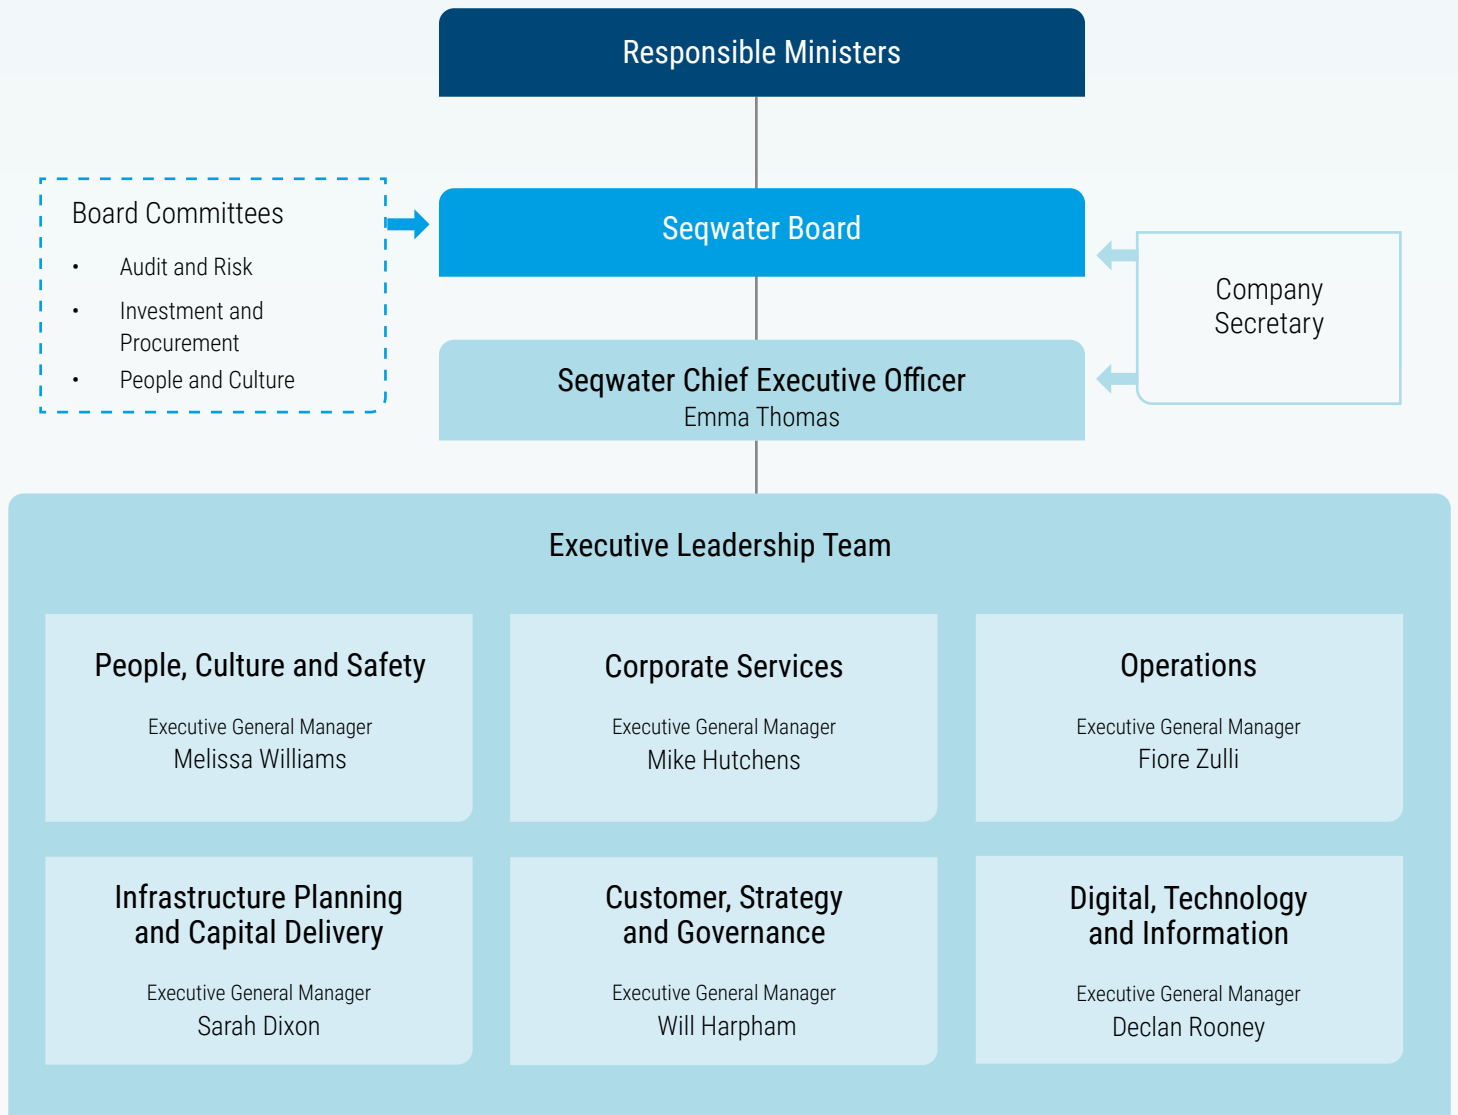 Responsible Ministers
Board Committees
• Audit and Risk
• Investment and
Procurement
• People and Culture
Seqwater Board
Company
Secretary
Seqwater Chief Executive Officer
Emma Thomas
Executive Leadership Team
People, Culture and Safety
Executive General Manager
Melissa Williams
Corporate Services
Executive General Manager
Mike Hutchens
Operations
Executive General Manager
Fiore Zulli
Infrastructure Planning
and Capital Delivery
Executive General Manager
Sarah Dixon
Customer, Strategy
and Governance
Executive General Manager
Will Harpham
Digital, Technology
and Information
Executive General Manager
Declan Rooney